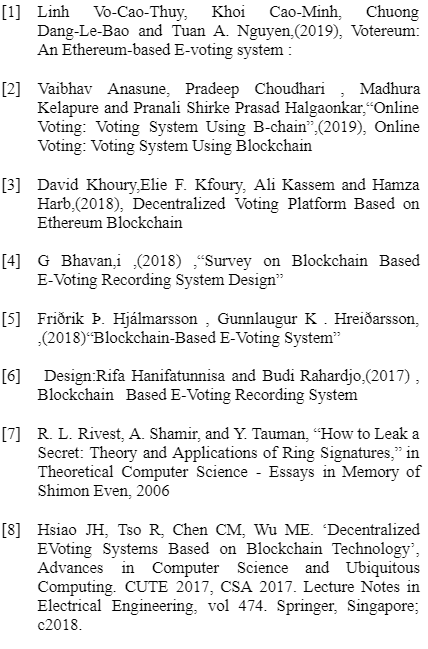 [1] Linh Vo-Cao-Thuy, Khoi Cao-Minh, Chuong
Dang-Le-Bao and Tuan A. Nguyen,(2019), Votereum:
An Ethereum-based E-voting system :
[2] Vaibhav Anasune, Pradeep Choudhari , Madhura
Kelapure and Pranali Shirke Prasad Halgaonkar,“Online
Voting: Voting System Using B-chain”,(2019), Online
Voting: Voting System Using Blockchain
[3] David Khoury,Elie F. Kfoury, Ali Kassem and Hamza
Harb,(2018), Decentralized Voting Platform Based on
Ethereum Blockchain
[4] G Bhavan,i ,(2018) ,“Survey on Blockchain Based
E-Voting Recording System Design”
[5] Friðrik Þ. Hjálmarsson , Gunnlaugur K . Hreiðarsson,
,(2018)“Blockchain-Based E-Voting System”
[6] Design:Rifa Hanifatunnisa and Budi Rahardjo,(2017) ,
Blockchain Based E-Voting Recording System
[7] R. L. Rivest, A. Shamir, and Y. Tauman, “How to Leak a
Secret: Theory and Applications of Ring Signatures,” in
Theoretical Computer Science - Essays in Memory of
Shimon Even, 2006
[8] Hsiao JH, Tso R, Chen CM, Wu ME. ‘Decentralized
EVoting Systems Based on Blockchain Technology’,
Advances in Computer Science and Ubiquitous
Computing. CUTE 2017, CSA 2017. Lecture Notes in
Electrical Engineering, vol 474. Springer, Singapore;
c2018.